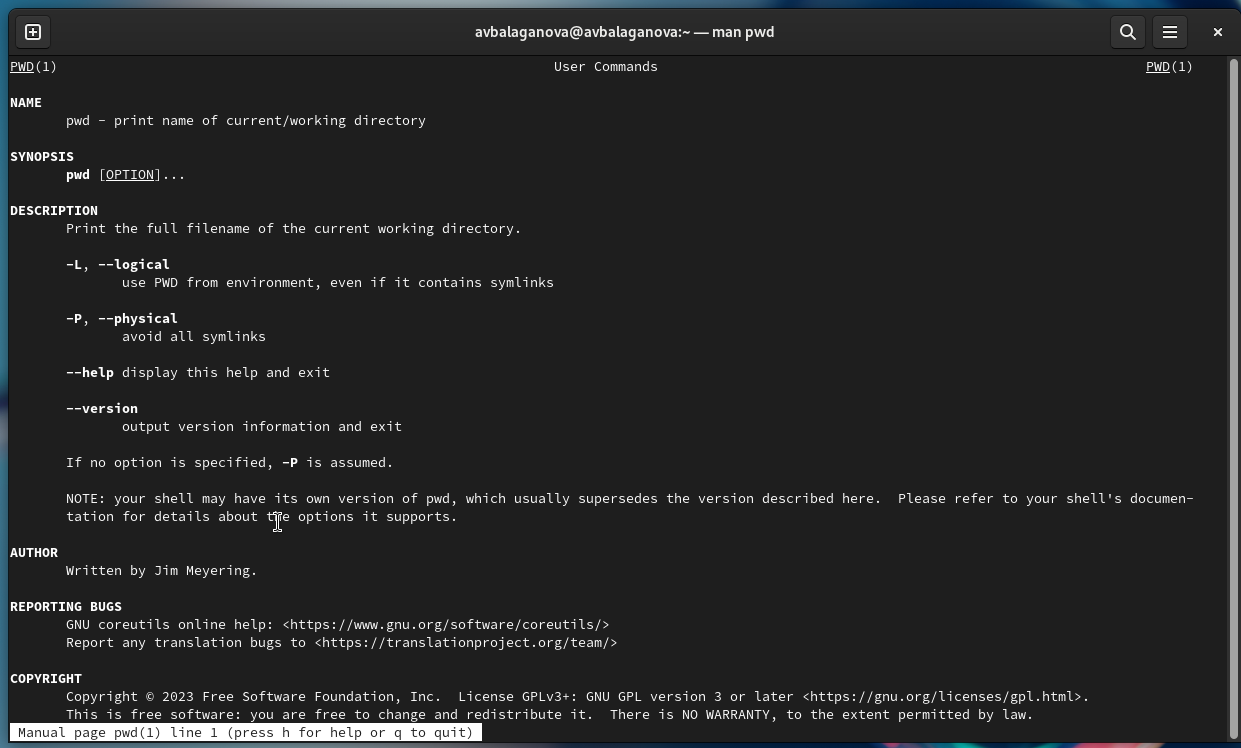 avbalaganova@avbalaganova:~ — man pwd
PWD(1) User Commands PWD(1)
NAME
pwd - print name of current/working directory
SYNOPSIS
pwd [OPTION]...
DESCRIPTION
Print the full filename of the current working directory.
-L, --logical
use PWD from environment, even if it contains symlinks
-P, --physical
avoid all symlinks
--help display this help and exit
--version
output version information and exit
If no option is specified, -P is assumed.
NOTE: your shell may have its own version of pwd, which usually supersedes the version described here.  Please refer to your shell's documen-
tation for details about the options it supports.
AUTHOR
Written by Jim Meyering.
REPORTING BUGS
GNU coreutils online help: <https://www.gnu.org/software/coreutils/>
Report any translation bugs to <https://translationproject.org/team/>
COPYRIGHT
Copyright © 2023 Free Software Foundation, Inc.  License GPLv3+: GNU GPL version 3 or later <https://gnu.org/licenses/gpl.html>.
This is free software: you are free to change and redistribute it.  There is NO WARRANTY, to the extent permitted by law.
Manual page pwd(1) line 1 (press h for help or q to quit)